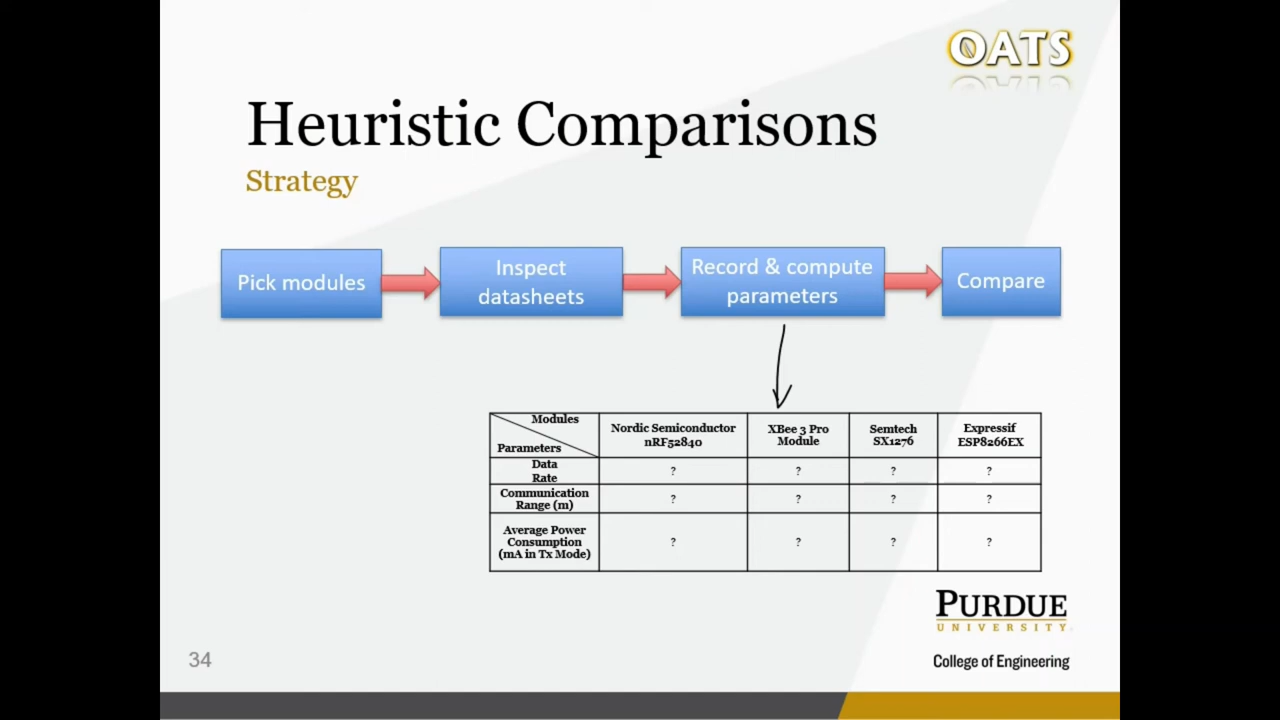 OATS
Heuristic Comparisons
Strategy
Pick modules
Inspect
datasheets
Record & compute
parameters
Compare
Modules
Parameters
Nordic Semiconductor
nRF52840
XBee 3 Pro
Module
Semtech
SX1276
Expressif
ESP8266EX
Data
Rate
? ? ? ?
Communication
Range (m)
? ? ? ?
Average Power
Consumption
(mA in Tx Mode)
? ? ? ?
PURDUE
UNIVERSITY
College of Engineering
34